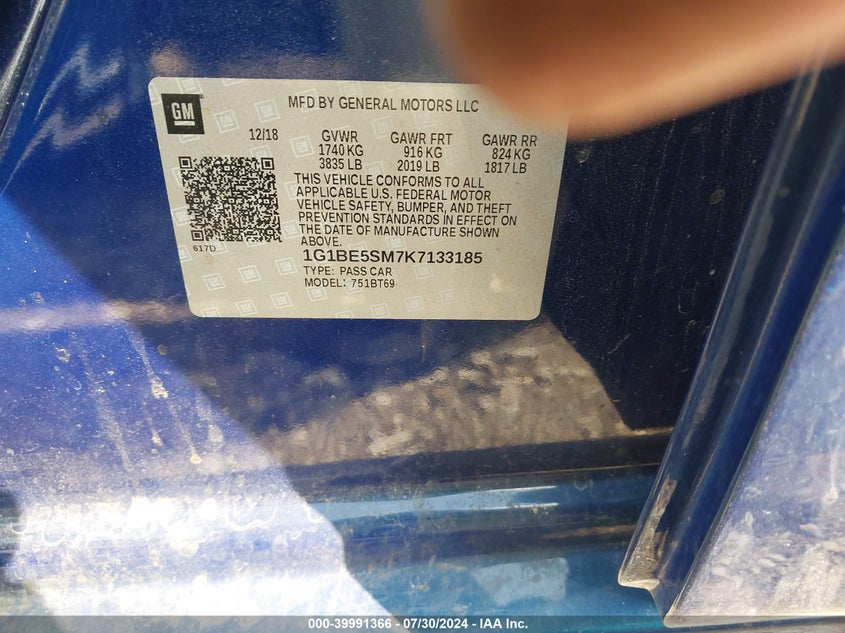 GM
MFD BY GENERAL MOTORS LLC
12/18 GVWR GAWR FRT GAWR RR
1740 KG 916 KG 824 KG
3835 LB 2019 LB 1817 LB
THIS VEHICLE CONFORMS TO ALL
APPLICABLE U.S. FEDERAL MOTOR
VEHICLE SAFETY, BUMPER, AND THEFT
PREVENTION STANDARDS IN EFFECT ON
THE DATE OF MANUFACTURE SHOWN
ABOVE.
617D
1G1BE5SM7K7133185
TYPE: PASS CAR
MODEL: 751BT69
000-39991366 - 07/30/2024 - IAA Inc.